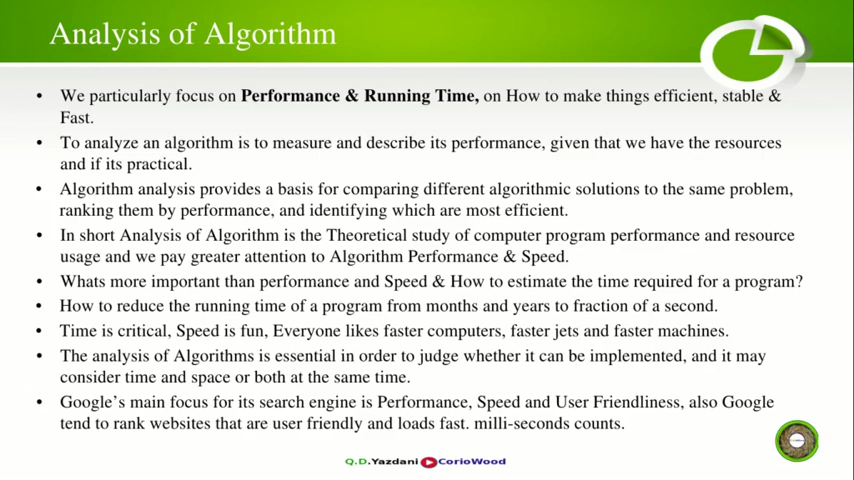 Analysis of Algorithm
• We particularly focus on Performance & Running Time, on How to make things efficient, stable &
Fast.
• To analyze an algorithm is to measure and describe its performance, given that we have the resources
and if its practical.
• Algorithm analysis provides a basis for comparing different algorithmic solutions to the same problem,
ranking them by performance, and identifying which are most efficient.
• In short Analysis of Algorithm is the Theoretical study of computer program performance and resource
usage and we pay greater attention to Algorithm Performance & Speed.
• Whats more important than performance and Speed & How to estimate the time required for a program?
• How to reduce the running time of a program from months and years to fraction of a second.
• Time is critical, Speed is fun, Everyone likes faster computers, faster jets and faster machines.
• The analysis of Algorithms is essential in order to judge whether it can be implemented, and it may
consider time and space or both at the same time.
• Google's main focus for its search engine is Performance, Speed and User Friendliness, also Google
tend to rank websites that are user friendly and loads fast. milli-seconds counts.
Q.D.Yazdani CorioWood